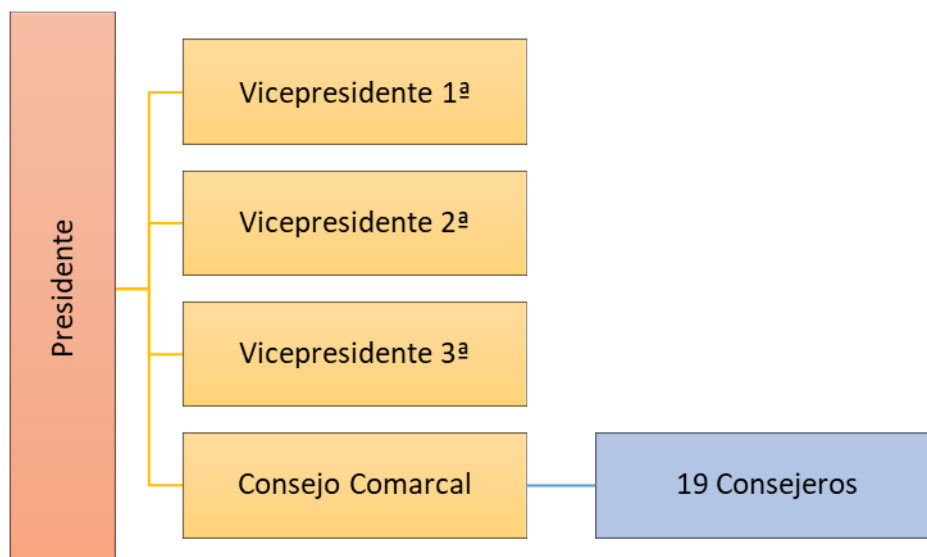 Presidente
Vicepresidente 1ª
Vicepresidente 2ª
Vicepresidente 3ª
Consejo Comarcal
19 Consejeros